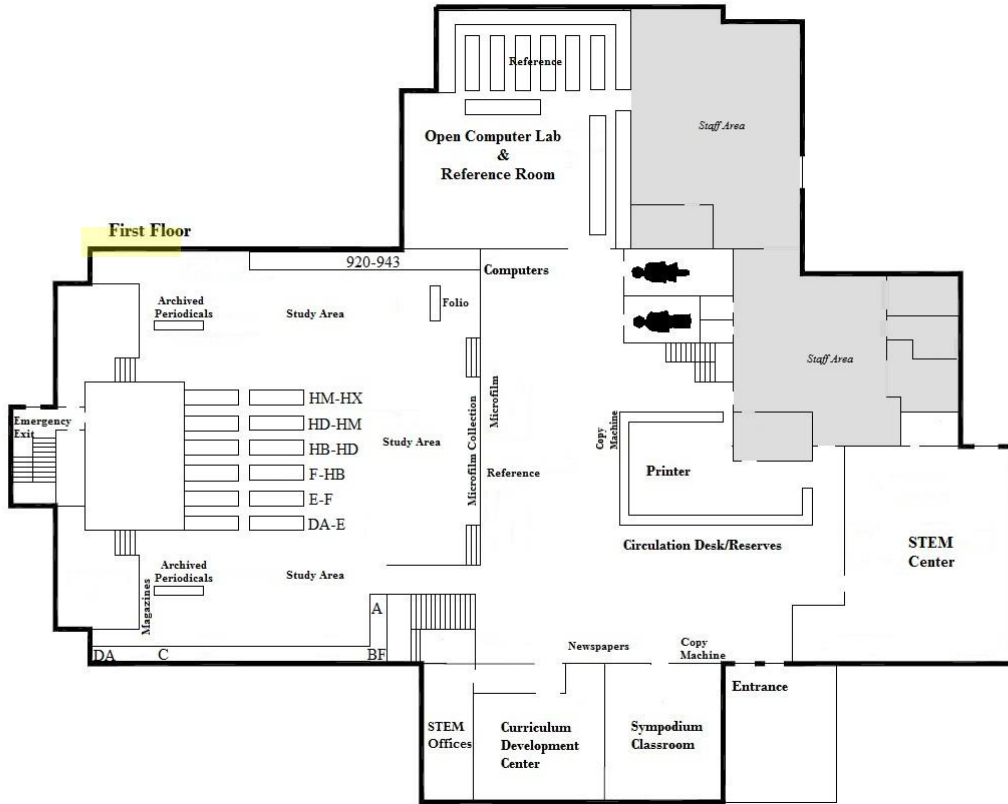 Reference
Staff Area
Open Computer Lab
&
Reference Room
First Floor
920-943
Computers
Archived
Periodicals
Study Area
Folio
Staff Area
HM-HX
Microfilm
Emergency
Exit
HD-HM
Copy
Machine
Study Area
Microfilm Collection
HB-HD
F-HB
Reference
Printer
E-F
DA-E
Circulation Desk/Reserves
STEM
Center
Archived
Periodicals
Study Area
Magazines
A
DA
C
BF
Newspapers
Copy
Machine
Entrance
STEM
Offices
Curriculum
Development
Center
Sympodium
Classroom